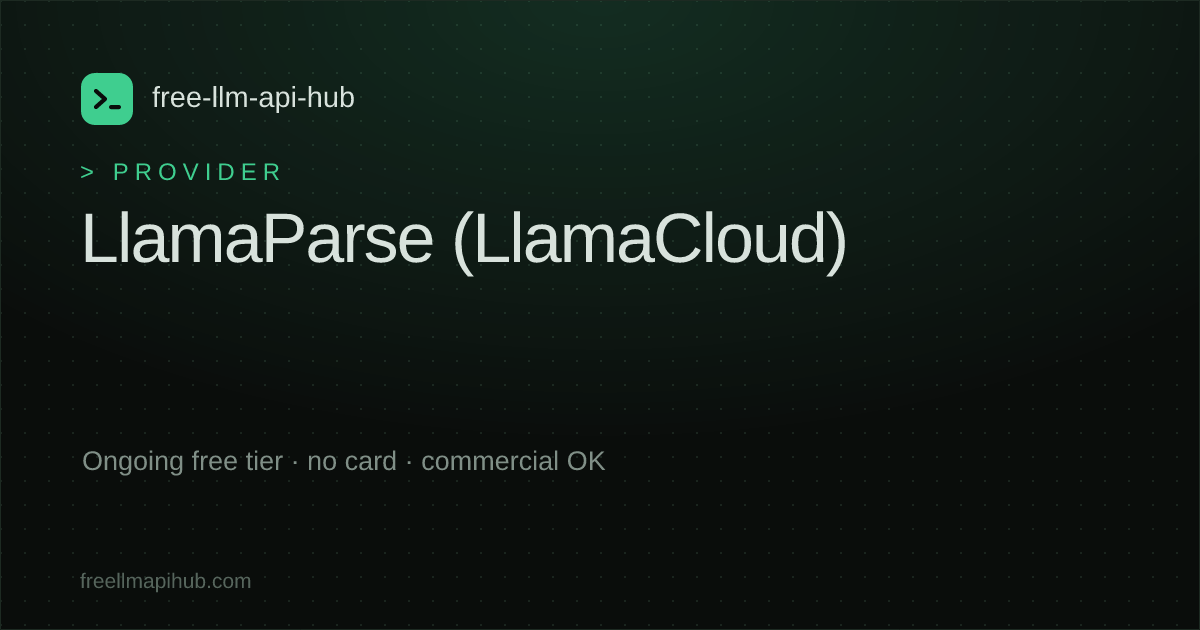 free-llm-api-hub
> PROVIDER
LlamaParse (LlamaCloud)
Ongoing free tier · no card · commercial OK
freellmapihub.com